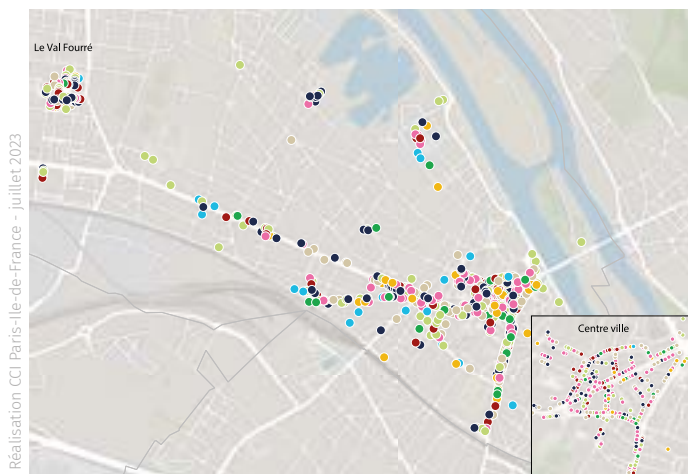 Le Val Fourré
Centre ville
Réalisation CCI Paris-Ile-de-France - juillet 2023